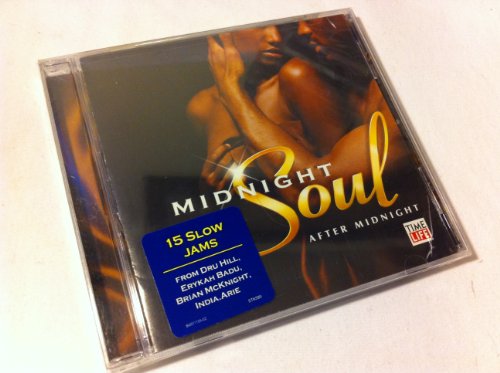 MIDNIGHT
Soul
AFTER MIDNIGHT
TIME
LIFE
15 SLOW
JAMS
FROM DRU HILL,
ERYKAH BADU,
BRIAN MCKNIGHT,
INDIA.ARIE